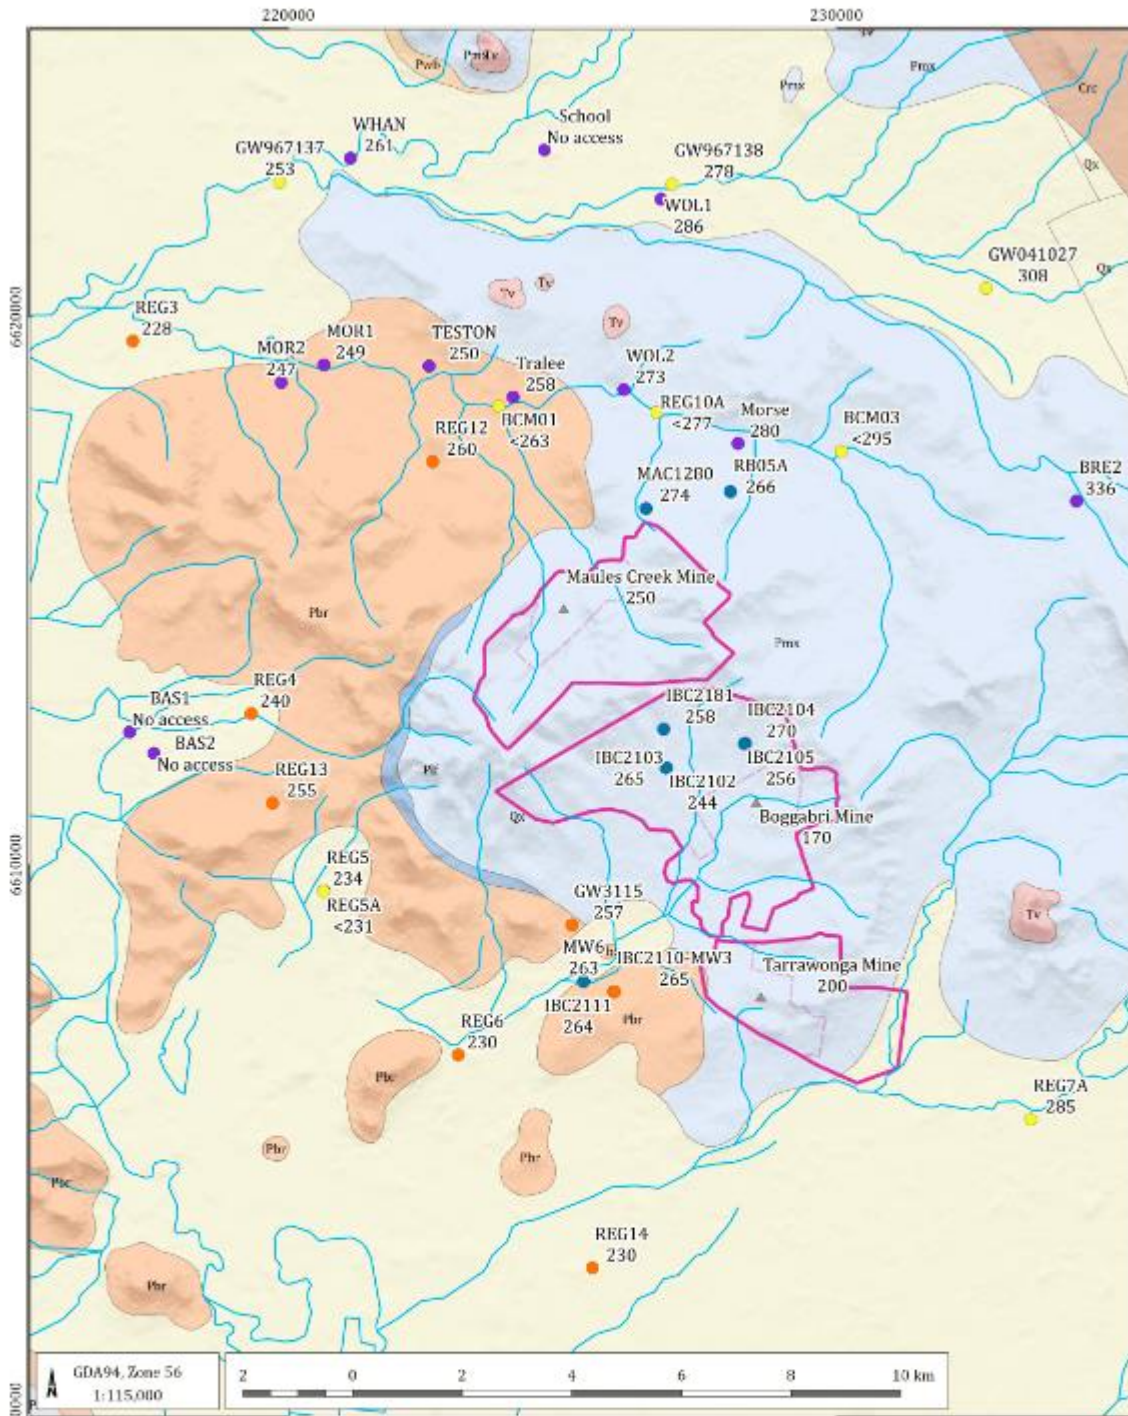 220000
230000
Pwb
Tv
Pmx
Pmx
Crc
School
No access
WHAN
261
GW967137
253
GW967138
278
Qx
WOL1
286
GW041027
308
Qx
Tv
Tv
Tv
6620000
REG3
228
MOR1
249
MOR2
247
TESTON
250
Tralee
258
WOL2
273
BCM01
<263
REG10A
<277
Morse
280
BCM03
<295
REG12
260
MAC1280
274
RB05A
266
BRE2
336
Maules Creek Mine
250
Pbr
Pmx
REG4
240
BAS1
No access
BAS2
No access
IBC2181
258
IBC2104
270
IBC2103
265
IBC2105
256
IBC2102
244
REG13
255
Qx
Boggabri Mine
170
6610000
REG5
234
REG5A
<231
GW3115
257
Tv
MW6
263
IBC2110-MW3
265
Tarrawonga Mine
200
IBC2111
264
Pbr
REG6
230
REG7A
285
Pbr
Pbr
Pbr
Pbr
REG14
230
Pbr
GDA94, Zone 56
1:115,000
N
2
0
2
4
6
8
10 km